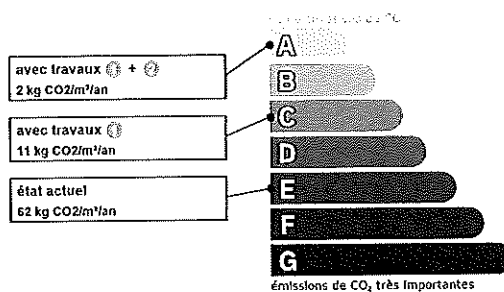 A
avec travaux 1 + 2
2 kg CO2/m²/an
B
avec travaux 1
11 kg CO2/m²/an
C
D
état actuel
62 kg CO2/m²/an
E
F
G
émissions de CO₂ très importantes